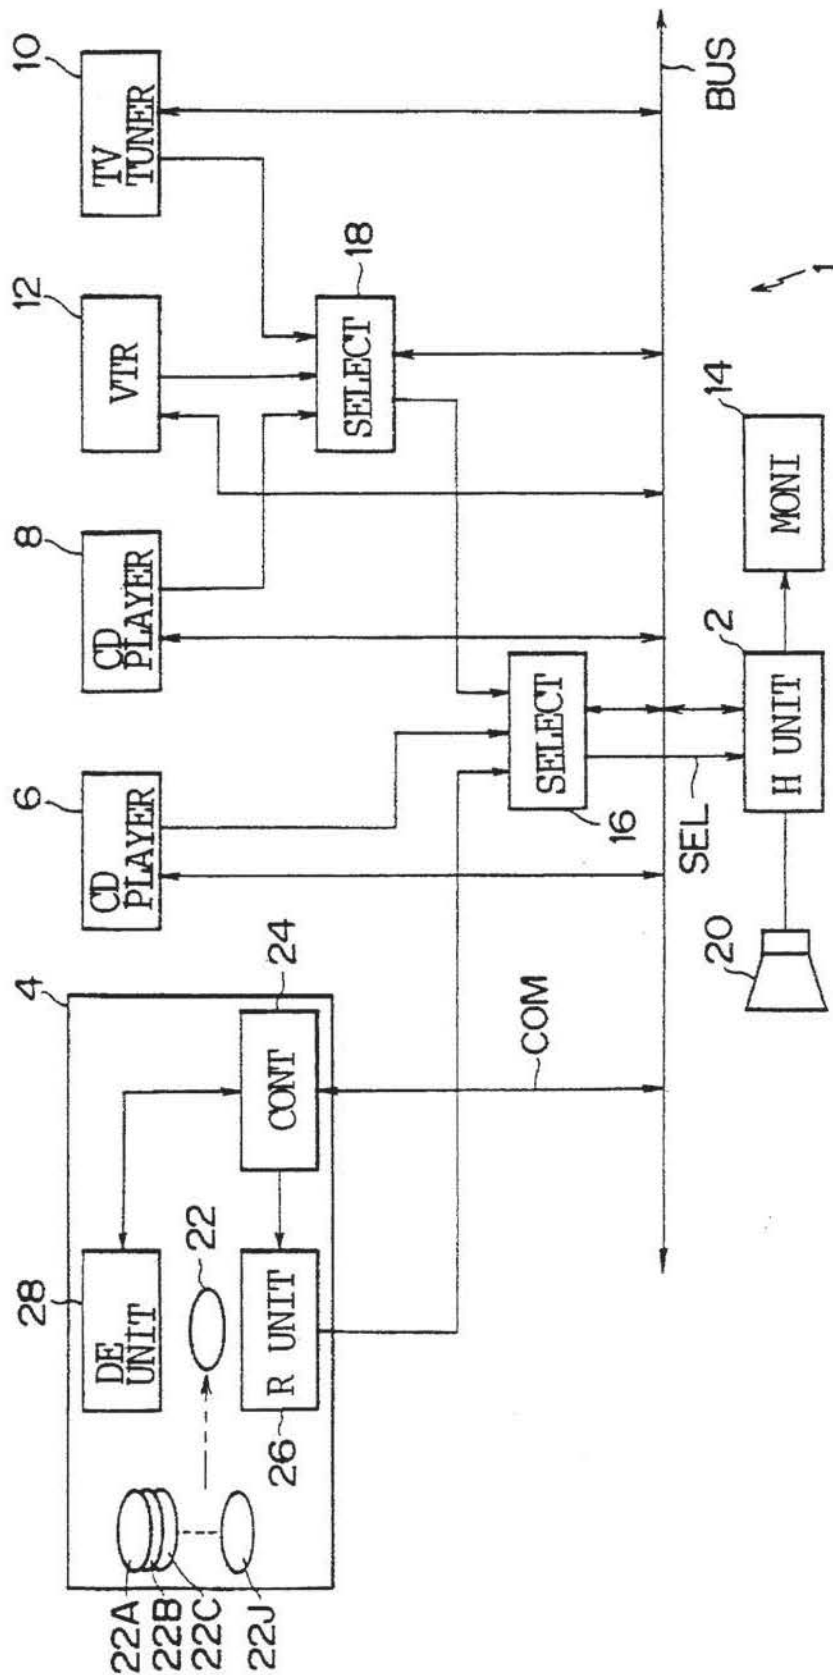 4
6
8
12
10
28
DE
UNIT
CD
PLAYER
CD
PLAYER
VTR
TV
TUNER
22A
22B
22C
22J
22
24
CONT
R UNIT
26
SELECT
18
SELECT
16
COM
SEL
BUS
20
2
H UNIT
14
MONI
1